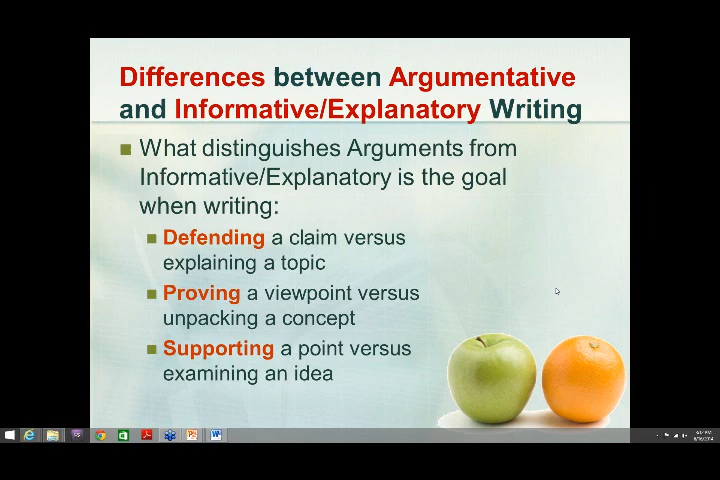 Differences between Argumentative
and Informative/Explanatory Writing
What distinguishes Arguments from
Informative/Explanatory is the goal
when writing:
Defending a claim versus
explaining a topic
Proving a viewpoint versus
unpacking a concept
Supporting a point versus
examining an idea